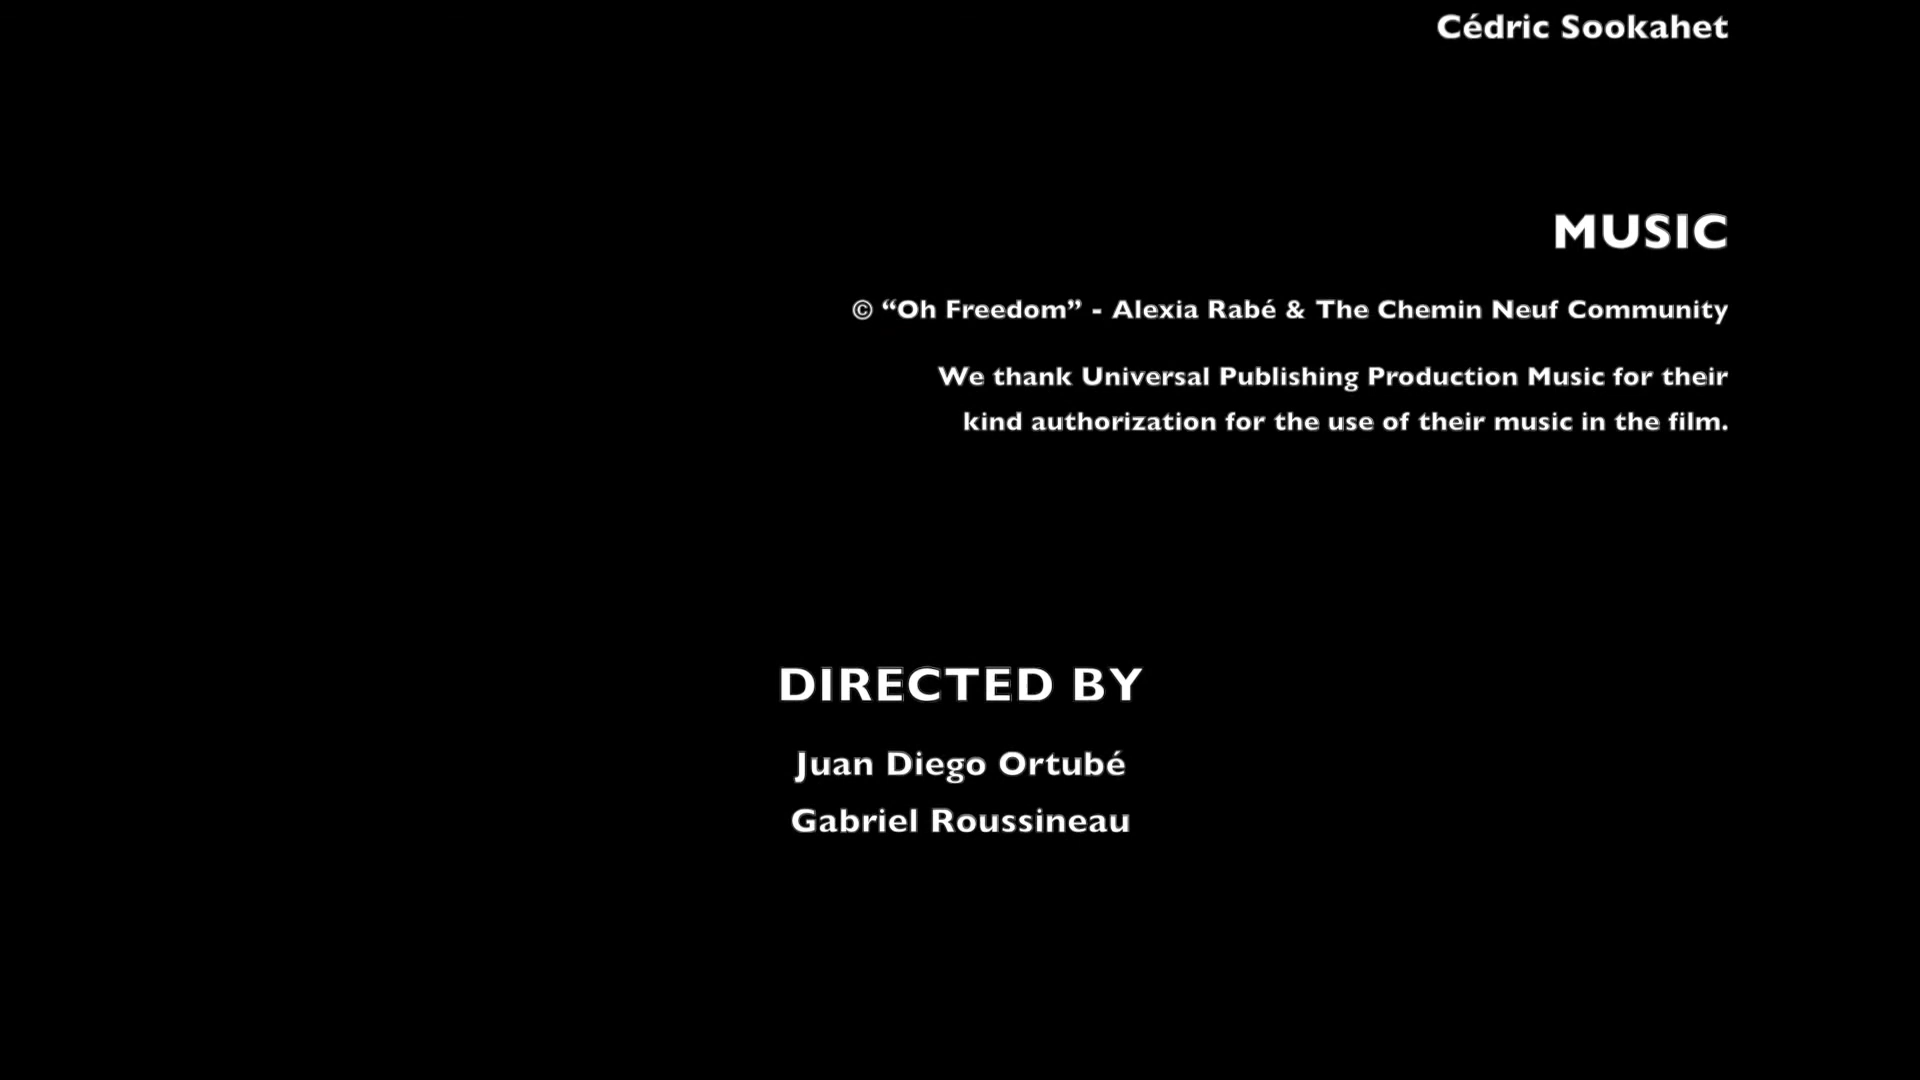 Cédric Sookahet
MUSIC
© “Oh Freedom” - Alexia Rabé & The Chemin Neuf Community
We thank Universal Publishing Production Music for their
kind authorization for the use of their music in the film.
DIRECTED BY
Juan Diego Ortubé
Gabriel Roussineau